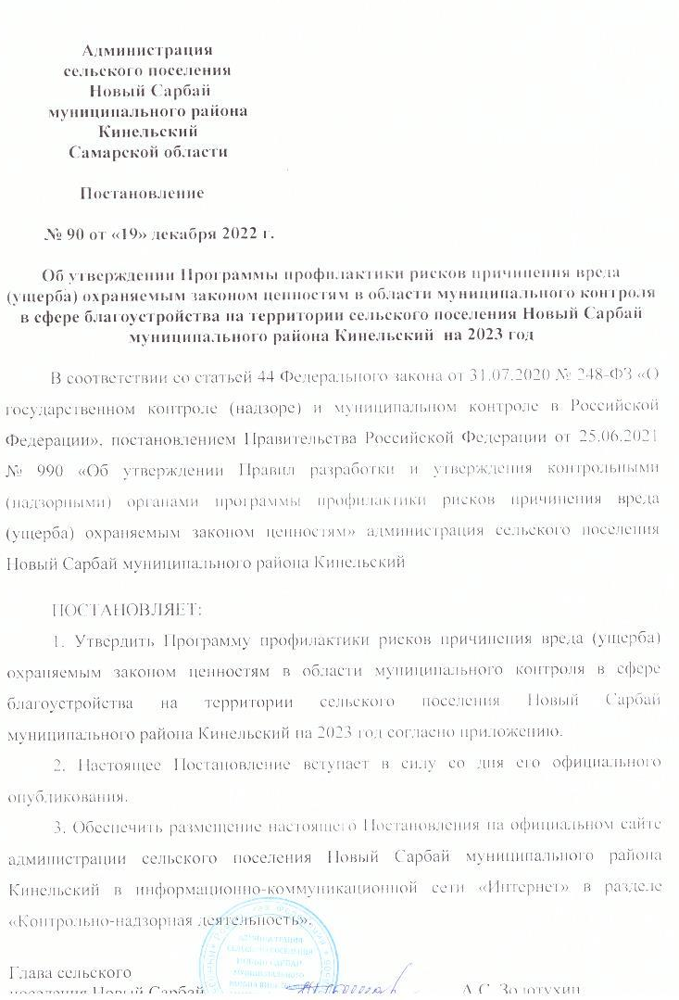 Администрация
сельского поселения
Новый Сарбай
муниципального района
Кинельский
Самарской области
Постановление
№ 90 от «19» декабря 2022 г.
Об утверждении Программы профилактики рисков причинения вреда
(ущерба) охраняемым законом ценностям в области муниципального контроля
в сфере благоустройства на территории сельского поселения Новый Сарбай
муниципального района Кинельский на 2023 год
В соответствии со статьей 44 Федерального закона от 31.07.2020 № 248-ФЗ «О
государственном контроле (надзоре) и муниципальном контроле в Российской
Федерации», постановлением Правительства Российской Федерации от 25.06.2021
№ 990 «Об утверждении Правил разработки и утверждения контрольными
(надзорными) органами программы профилактики рисков причинения вреда
(ущерба) охраняемым законом ценностям» администрация сельского поселения
Новый Сарбай муниципального района Кинельский
ПОСТАНОВЛЯЕТ:
1. Утвердить Программу профилактики рисков причинения вреда (ущерба)
охраняемым законом ценностям в области муниципального контроля в сфере
благоустройства на территории сельского поселения Новый Сарбай
муниципального района Кинельский на 2023 год согласно приложению.
2. Настоящее Постановление вступает в силу со дня его официального
опубликования.
3. Обеспечить размещение настоящего Постановления на официальном сайте
администрации сельского поселения Новый Сарбай муниципального района
Кинельский в информационно-коммуникационной сети «Интернет» в разделе
«Контрольно-надзорная деятельность».
АДМИНИСТРАЦИЯ
СЕЛЬСКОГО ПОСЕЛЕНИЯ
НОВЫЙ САРБАЙ
МУНИЦИПАЛЬНОГО
Глава сельского
поселения Новый Сарбай
А.С. Золотухин